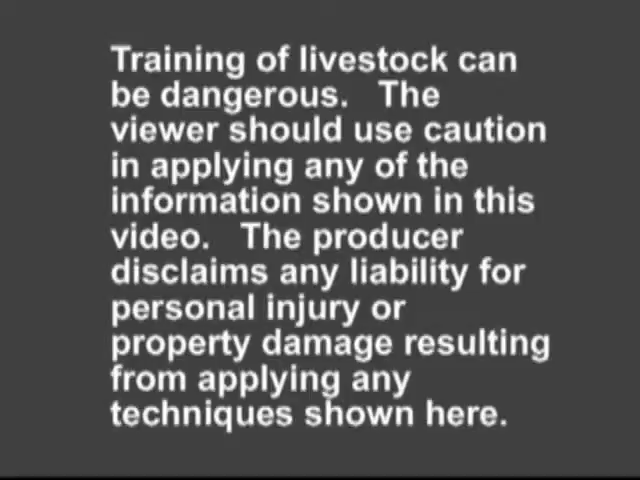 Training of livestock can
be dangerous.   The
viewer should use caution
in applying any of the
information shown in this
video.   The producer
disclaims any liability for
personal injury or
property damage resulting
from applying any
techniques shown here.